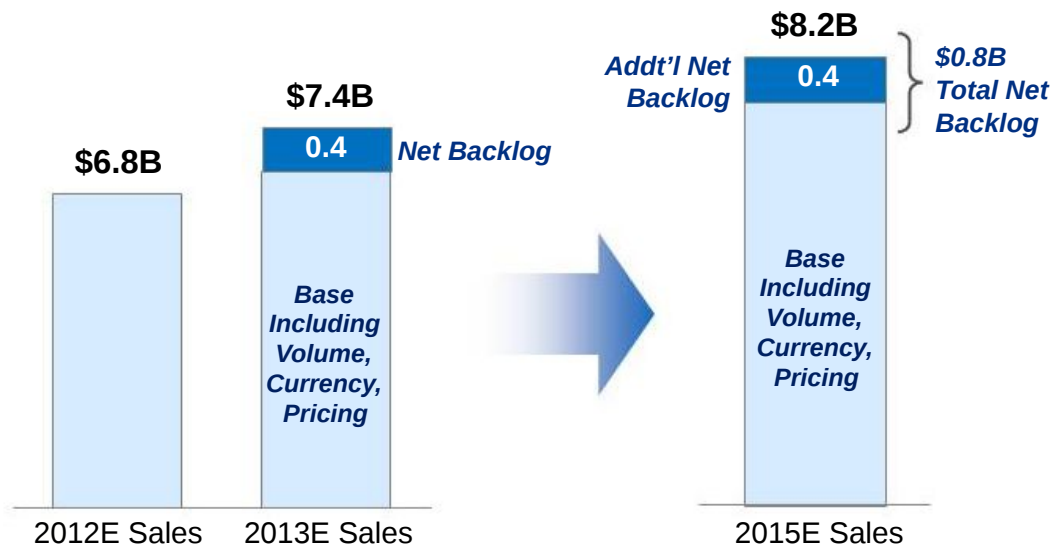 $6.8B
2012E Sales
$7.4B
0.4
Net Backlog
Base
Including
Volume,
Currency,
Pricing
2013E Sales
$8.2B
Addt'l Net
Backlog
0.4
$0.8B
Total Net
Backlog
Base
Including
Volume,
Currency,
Pricing
2015E Sales